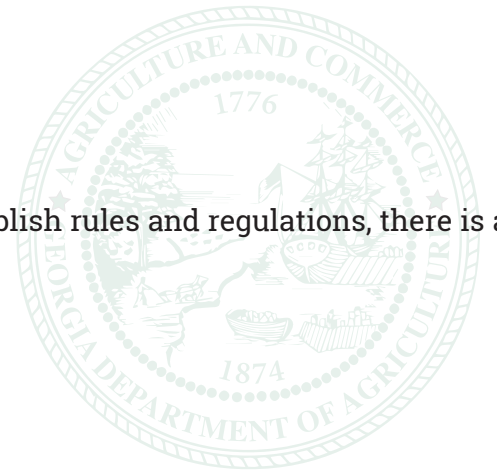 AGRICULTURE AND COMMERCE
1776
blish rules and regulations, there is a
1874
GEORGIA DEPARTMENT OF AGRICULTURE